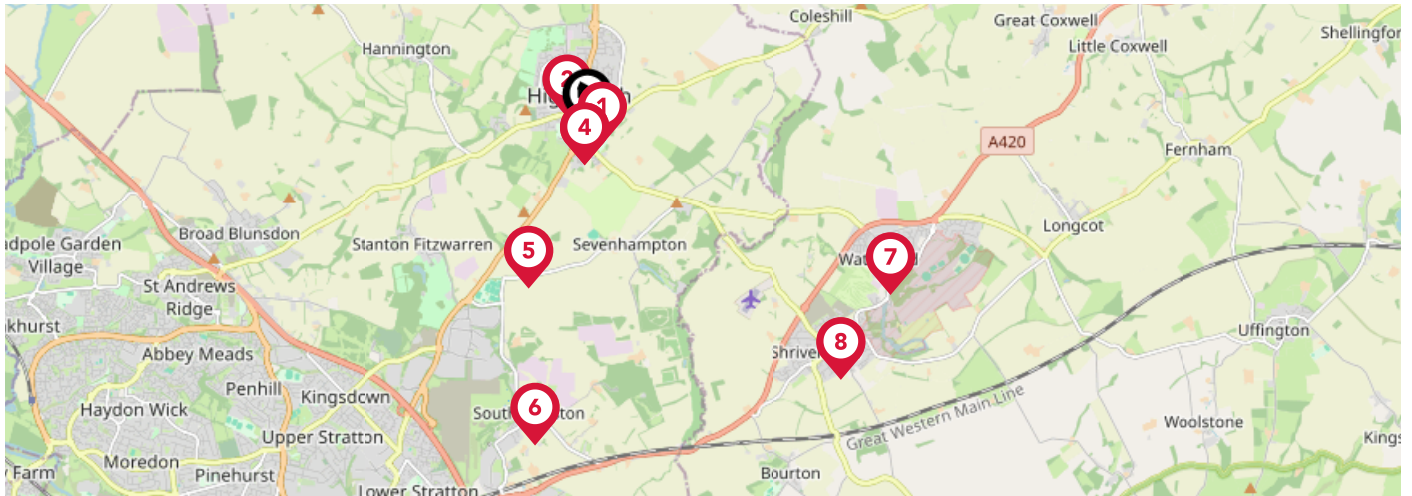 Coleshill
Great Coxwell
Little Coxwell
Hannington
1
4
A420
Fernham
Broad Blunsdon
Stanton Fitzwarren
5
Sevenhampton
7
Longcot
Village
St Andrews
Ridge
Abbey Meads
Penhill
Haydon Wick
Upper Stratton
Moredon
Pinehurst
Lower Stratton
6
8
Uffington
Great Western Main Line
Woolstone
Bourton
Garden
Farm